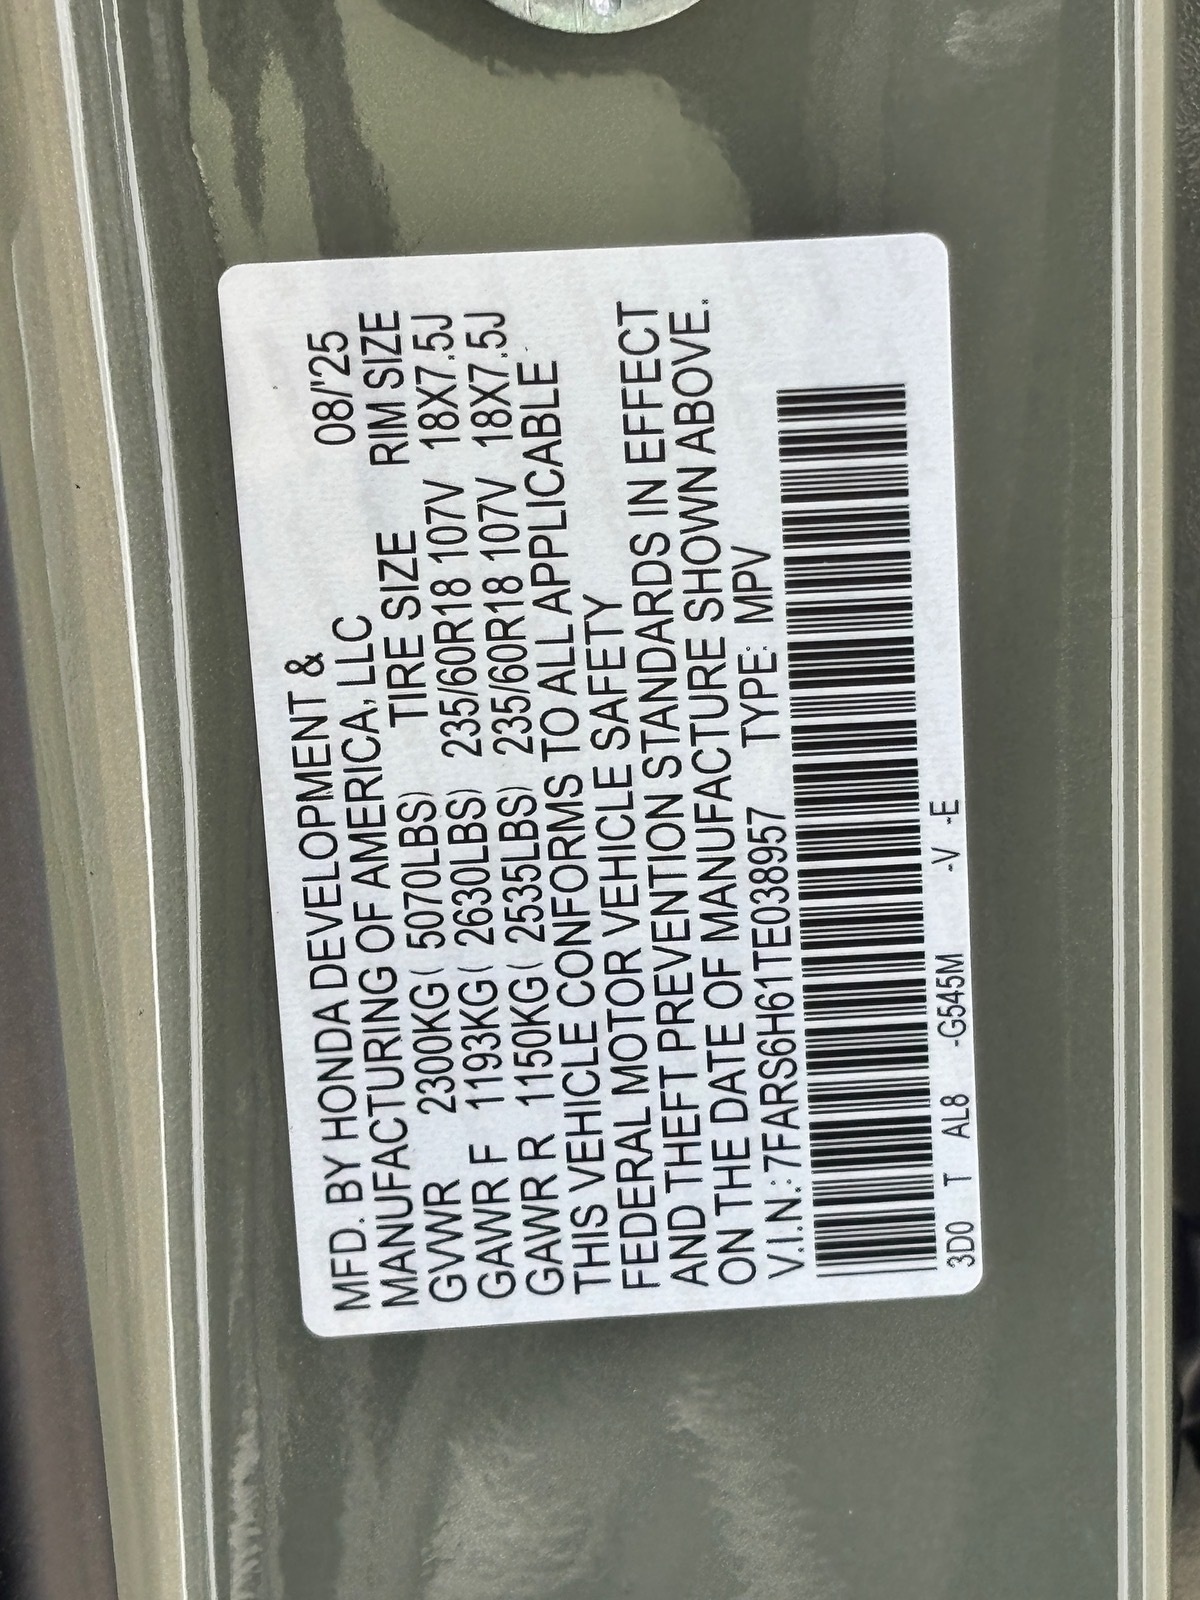 MFD. BY HONDA DEVELOPMENT &
MANUFACTURING OF AMERICA, LLC 08/'25
GVWR 2300KG( 5070LBS) TIRE SIZE RIM SIZE
GAWR F 1193KG( 2630LBS) 235/60R18 107V 18X7.5J
GAWR R 1150KG( 2535LBS) 235/60R18 107V 18X7.5J
THIS VEHICLE CONFORMS TO ALL APPLICABLE
FEDERAL MOTOR VEHICLE SAFETY
AND THEFT PREVENTION STANDARDS IN EFFECT
ON THE DATE OF MANUFACTURE SHOWN ABOVE.
V.I.N.:7FARS6H61TE038957 TYPE: MPV
3D0 T AL8 -G545M -V -E